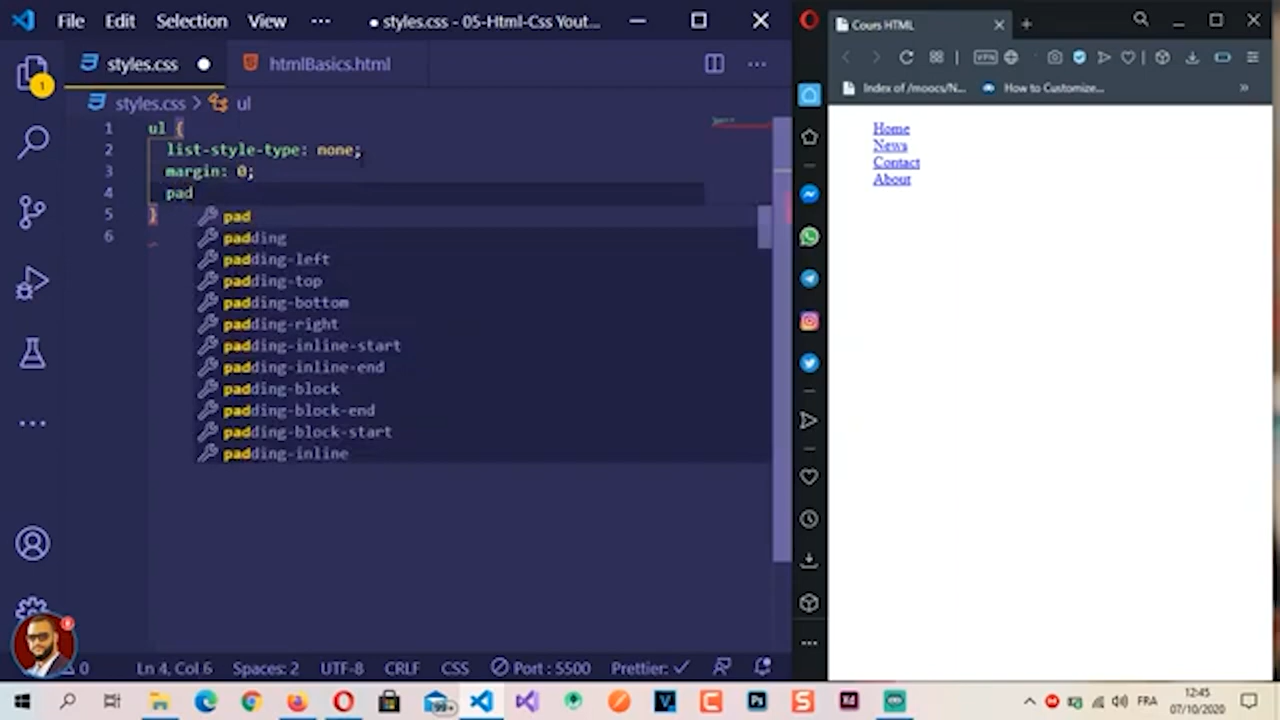 File Edit Selection View ··· ● styles.css - 05-Html-Css Yout...
styles.css ● htmlBasics.html
styles.css > ul
1 ul {
2 list-style-type: none;
3 margin: 0;
4 pad
5 }
6
pad
padding
padding-left
padding-top
padding-bottom
padding-right
padding-inline-start
padding-inline-end
padding-block
padding-block-end
padding-block-start
padding-inline
1
0 Ln 4, Col 6 Spaces: 2 UTF-8 CRLF CSS Port : 5500 Prettier: ✓
Cours HTML
VPN
Index of /moocs/N... How to Customize...
Home
News
Contact
About
99+
FRA
12:45
07/10/2020